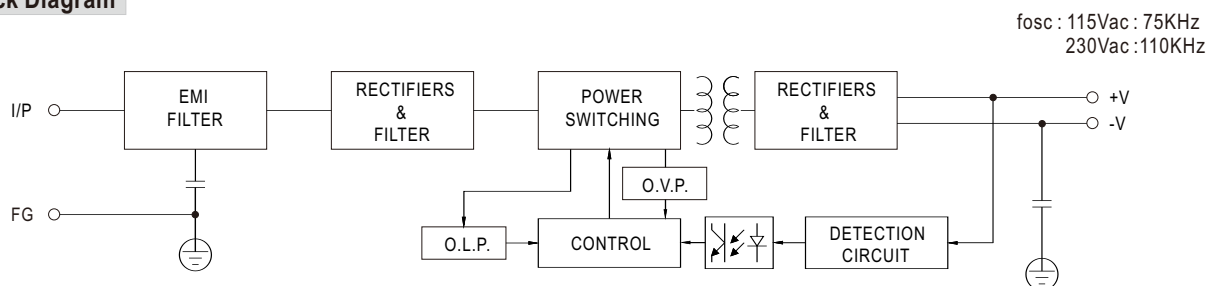 ck Diagram
fosc : 115Vac : 75KHz
230Vac :110KHz
I/P
EMI
FILTER
RECTIFIERS
&
FILTER
POWER
SWITCHING
RECTIFIERS
&
FILTER
+V
-V
O.V.P.
FG
O.L.P.
CONTROL
DETECTION
CIRCUIT